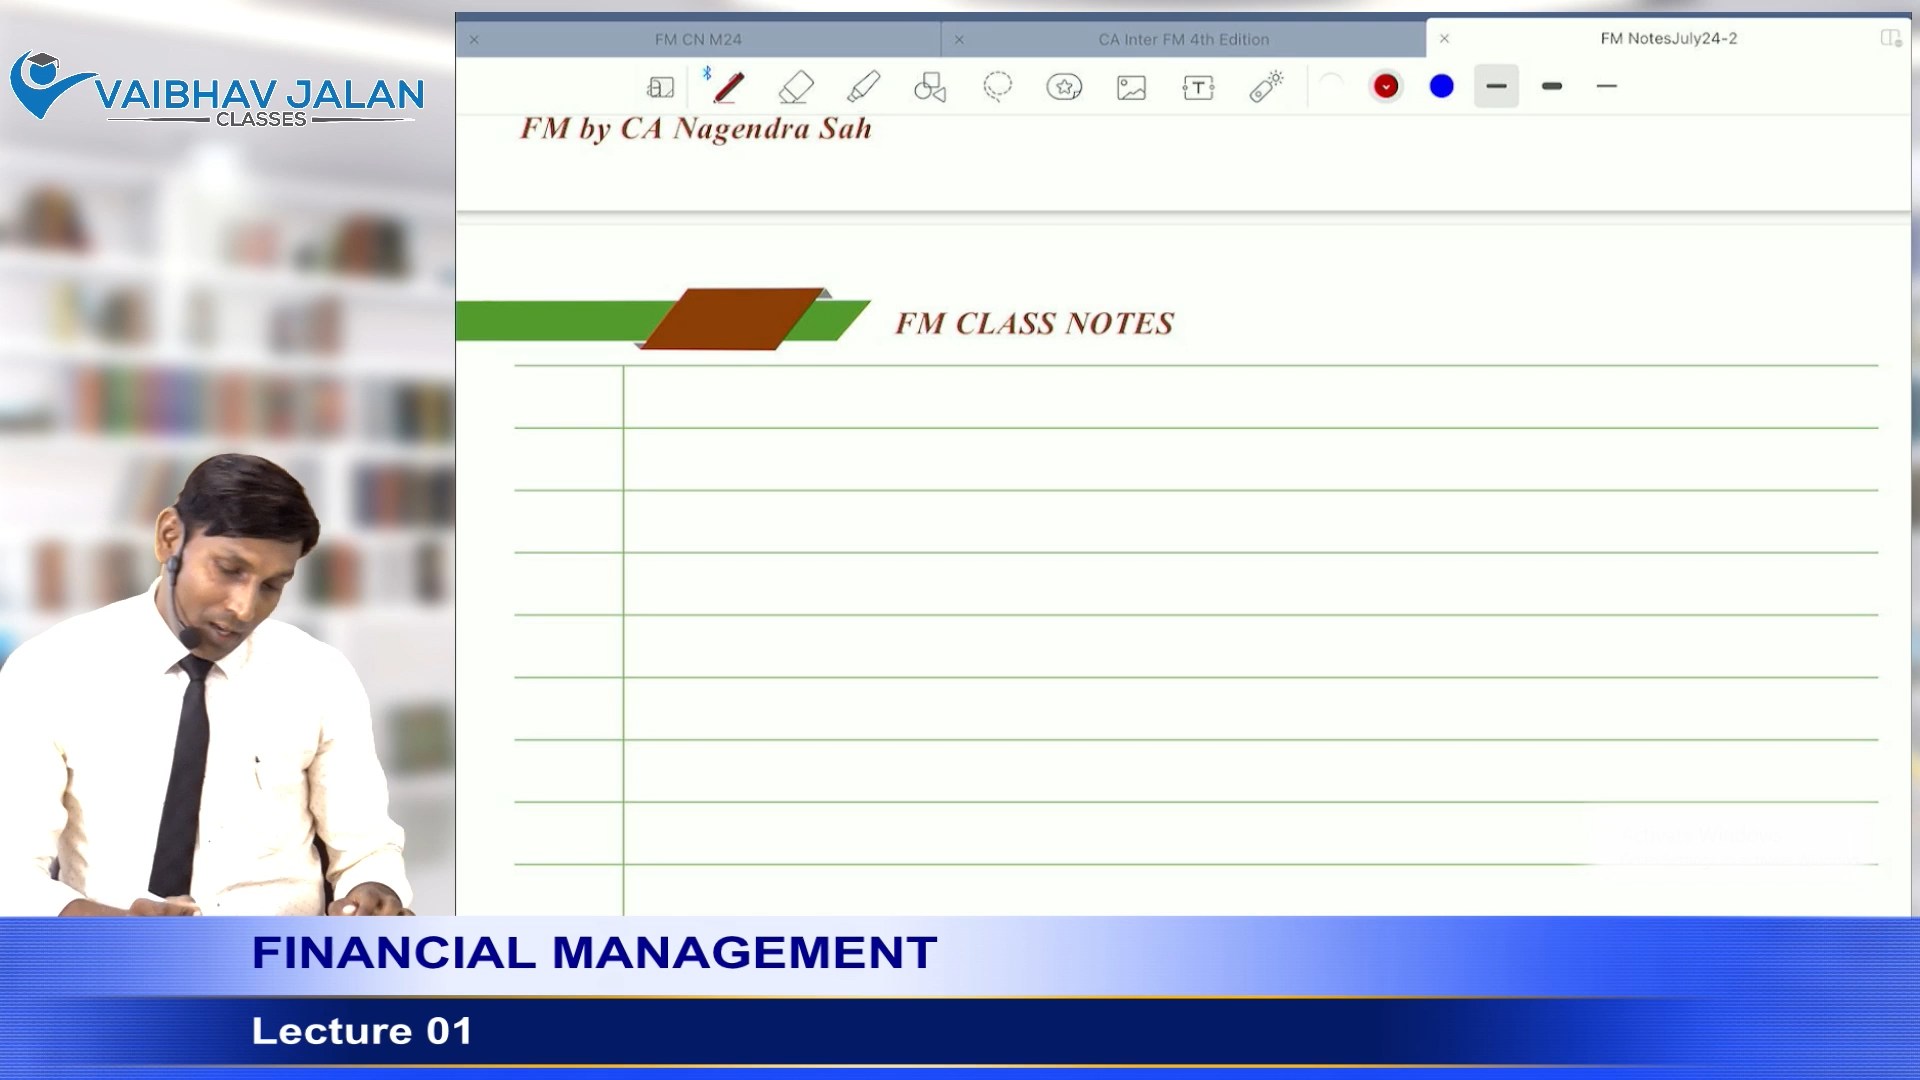 VAIBHAV JALAN
CLASSES
FM CN M24
CA Inter FM 4th Edition
FM NotesJuly24-2
T
FM by CA Nagendra Sah
FM CLASS NOTES
FINANCIAL MANAGEMENT
Lecture 01